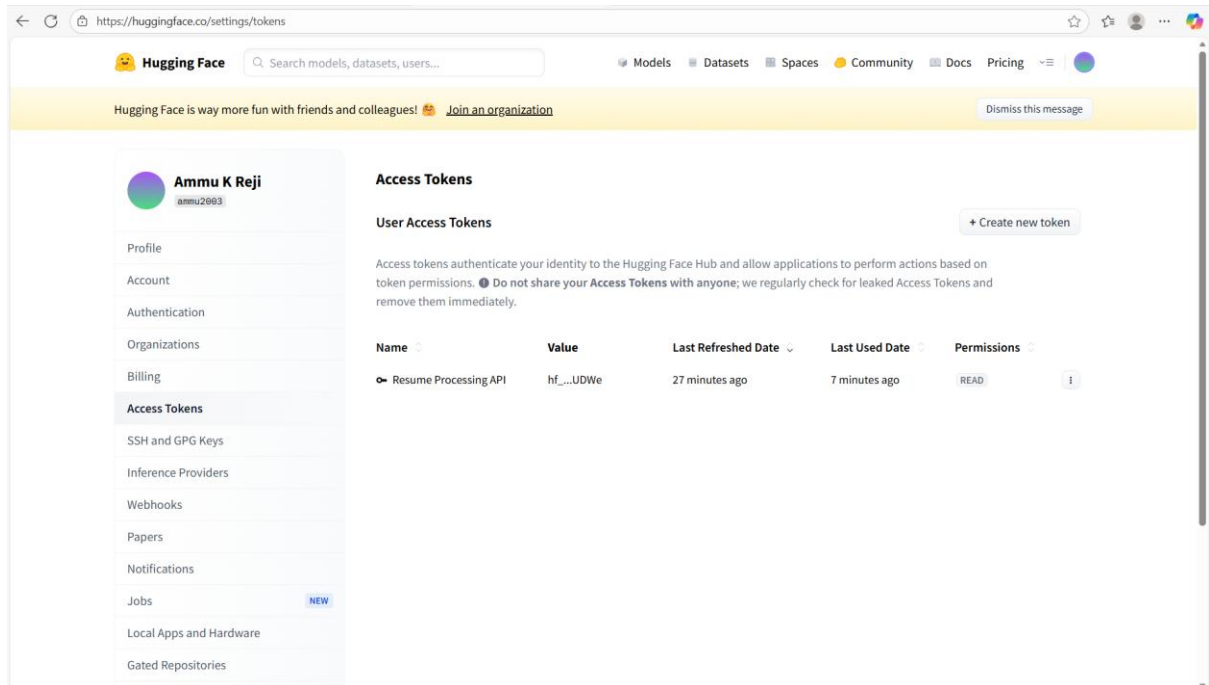 https://huggingface.co/settings/tokens
Hugging Face
Search models, datasets, users...
Models
Datasets
Spaces
Community
Docs
Pricing
Hugging Face is way more fun with friends and colleagues! 🤗 Join an organization
Dismiss this message
Ammu K Reji
ammu2003
Profile
Account
Authentication
Organizations
Billing
Access Tokens
SSH and GPG Keys
Inference Providers
Webhooks
Papers
Notifications
Jobs NEW
Local Apps and Hardware
Gated Repositories
Access Tokens
User Access Tokens
+ Create new token
Access tokens authenticate your identity to the Hugging Face Hub and allow applications to perform actions based on
token permissions. Do not share your Access Tokens with anyone; we regularly check for leaked Access Tokens and
remove them immediately.
Name Value Last Refreshed Date Last Used Date Permissions
Resume Processing API hf_...UDWe 27 minutes ago 7 minutes ago READ